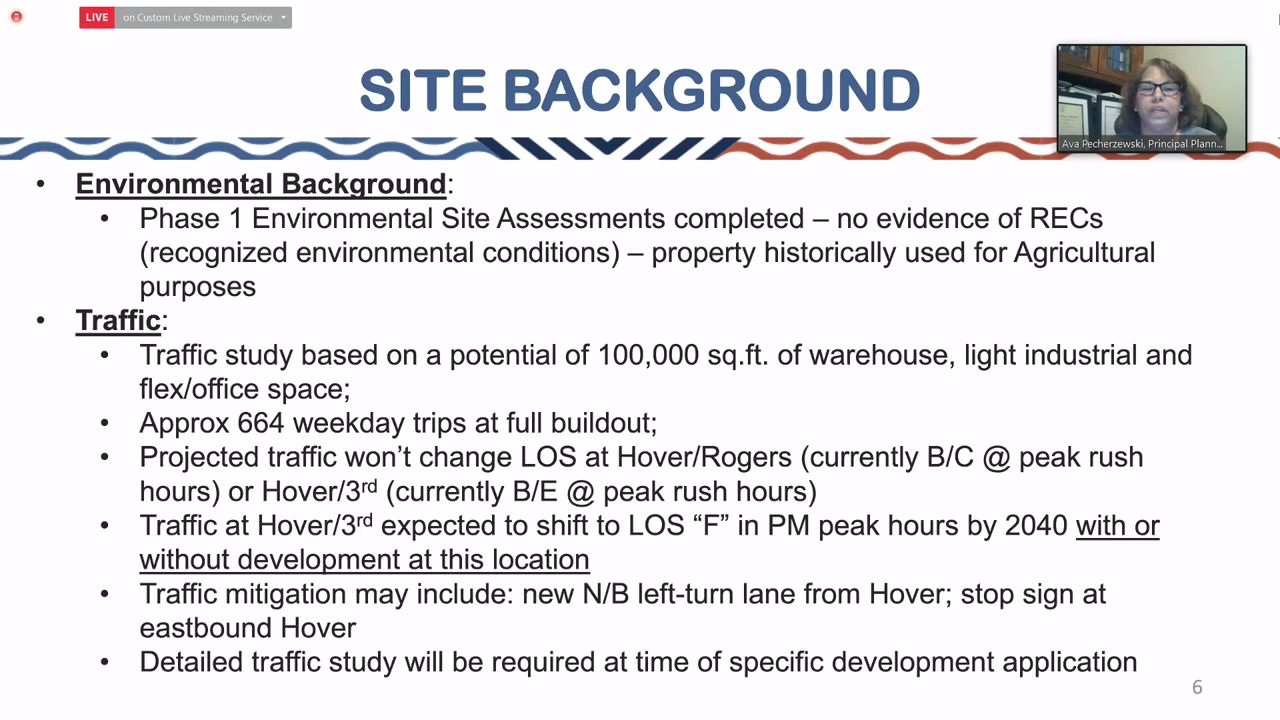 LIVE on Custom Live Streaming Service
SITE BACKGROUND
Ava Pecherzewski, Principal Plann...
• Environmental Background:
• Phase 1 Environmental Site Assessments completed – no evidence of RECs
(recognized environmental conditions) – property historically used for Agricultural
purposes
• Traffic:
• Traffic study based on a potential of 100,000 sq.ft. of warehouse, light industrial and
flex/office space;
• Approx 664 weekday trips at full buildout;
• Projected traffic won’t change LOS at Hover/Rogers (currently B/C @ peak rush
hours) or Hover/3rd (currently B/E @ peak rush hours)
• Traffic at Hover/3rd expected to shift to LOS “F” in PM peak hours by 2040 with or
without development at this location
• Traffic mitigation may include: new N/B left-turn lane from Hover; stop sign at
eastbound Hover
• Detailed traffic study will be required at time of specific development application
6